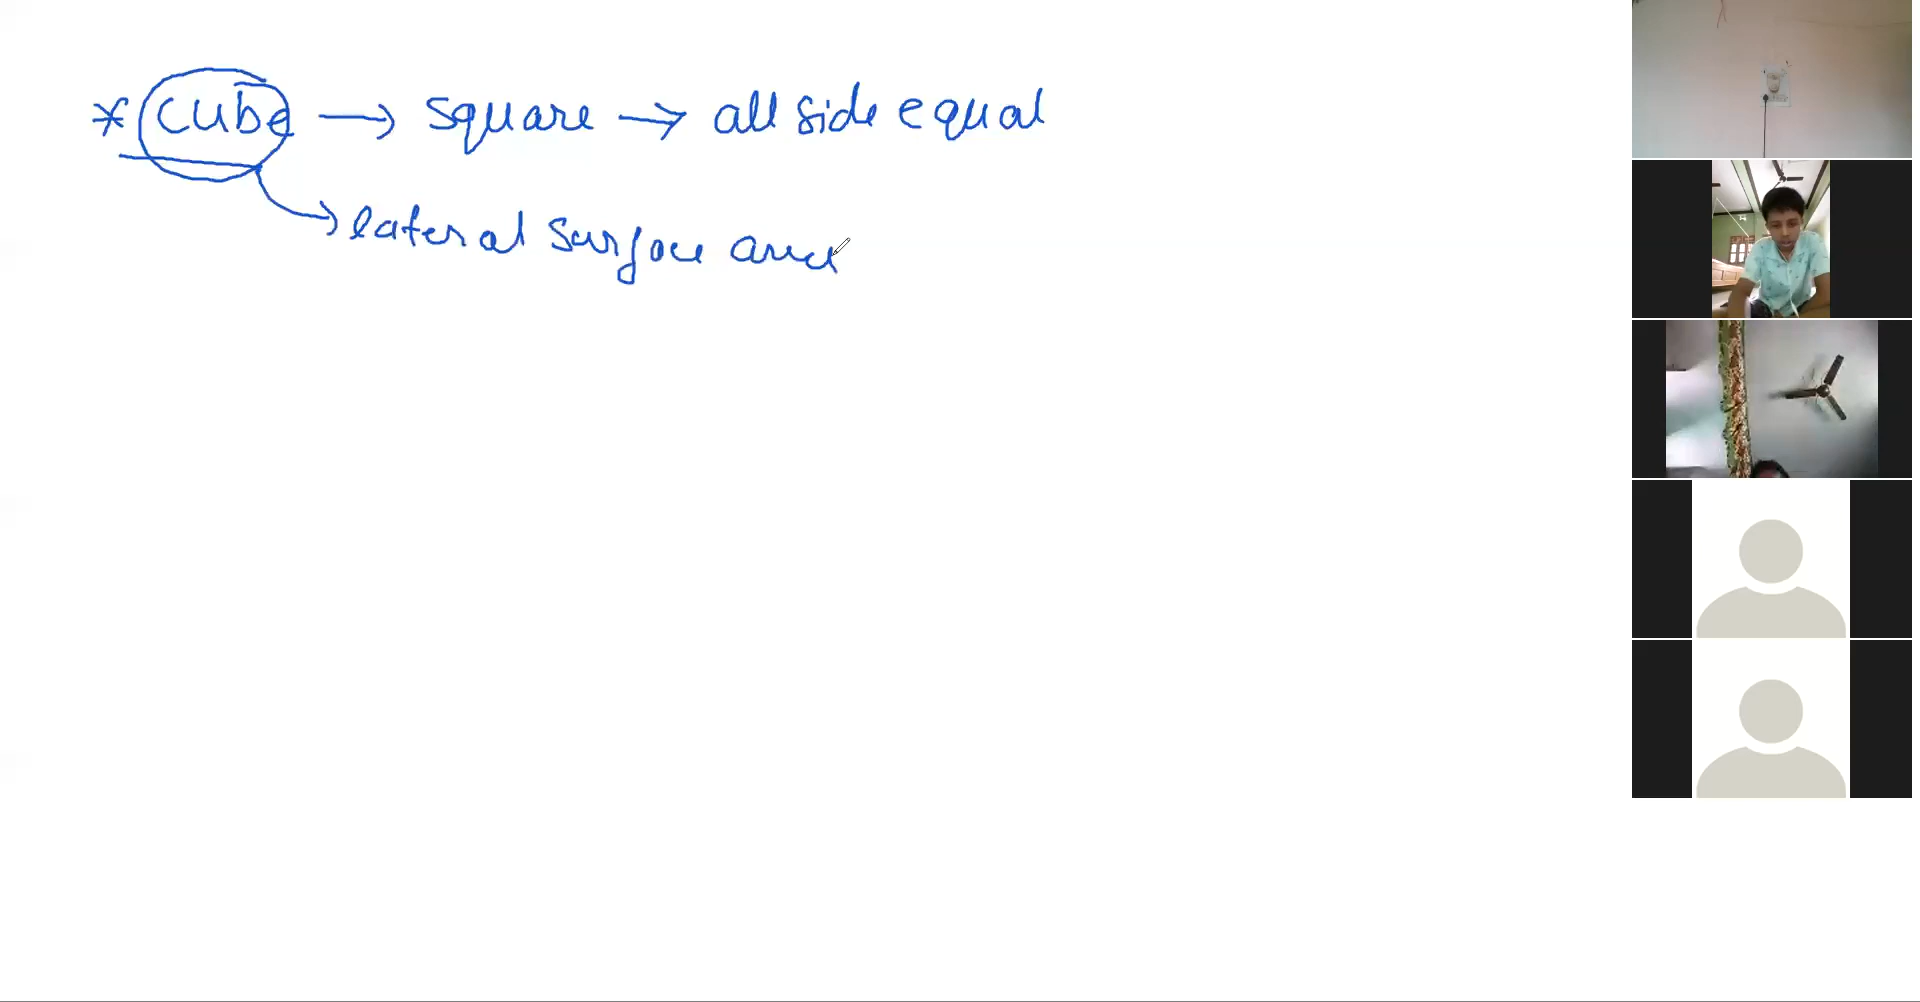 * cube → square → all side equal
→ lateral surface area